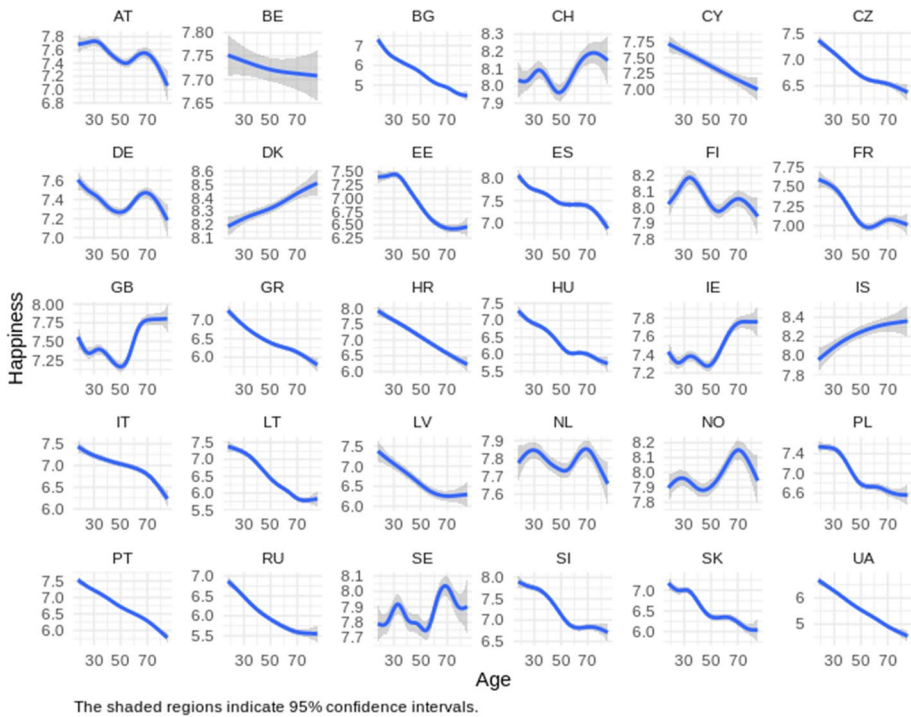 AT BE BG CH CY CZ
7.8 7.7 7.6 7.4 7.2 7.0 6.8
7.80 7.75 7.70 7.65
7 6 5
8.3 8.2 8.1 8.0 7.9
7.75 7.50 7.25 7.00
7.5 7.0 6.5
30 50 70 30 50 70 30 50 70 30 50 70 30 50 70 30 50 70
DE DK EE ES FI FR
7.6 7.4 7.2 7.0
8.6 8.5 8.4 8.3 8.2 8.1
7.50 7.25 7.00 6.75 6.50 6.25
8.0 7.5 7.0
8.2 8.1 8.0 7.9 7.8
7.75 7.50 7.25 7.00
30 50 70 30 50 70 30 50 70 30 50 70 30 50 70 30 50 70
Happiness
GB GR HR HU IE IS
8.00 7.75 7.50 7.25
7.0 6.5 6.0
8.0 7.5 7.0 6.5 6.0
7.5 7.0 6.5 6.0 5.5
7.8 7.6 7.4 7.2
8.4 8.2 8.0 7.8
30 50 70 30 50 70 30 50 70 30 50 70 30 50 70 30 50 70
IT LT LV NL NO PL
7.5 7.0 6.5 6.0
7.5 7.0 6.5 6.0 5.5
7.5 7.0 6.5 6.0
7.9 7.8 7.7 7.6
8.2 8.1 8.0 7.9 7.8
7.4 7.0 6.6
30 50 70 30 50 70 30 50 70 30 50 70 30 50 70 30 50 70
PT RU SE SI SK UA
7.5 7.0 6.5 6.0
7.0 6.5 6.0 5.5
8.1 8.0 7.9 7.8 7.7
8.0 7.5 7.0 6.5
7.0 6.5 6.0
6 5
30 50 70 30 50 70 30 50 70 30 50 70 30 50 70 30 50 70
Age
The shaded regions indicate 95% confidence intervals.